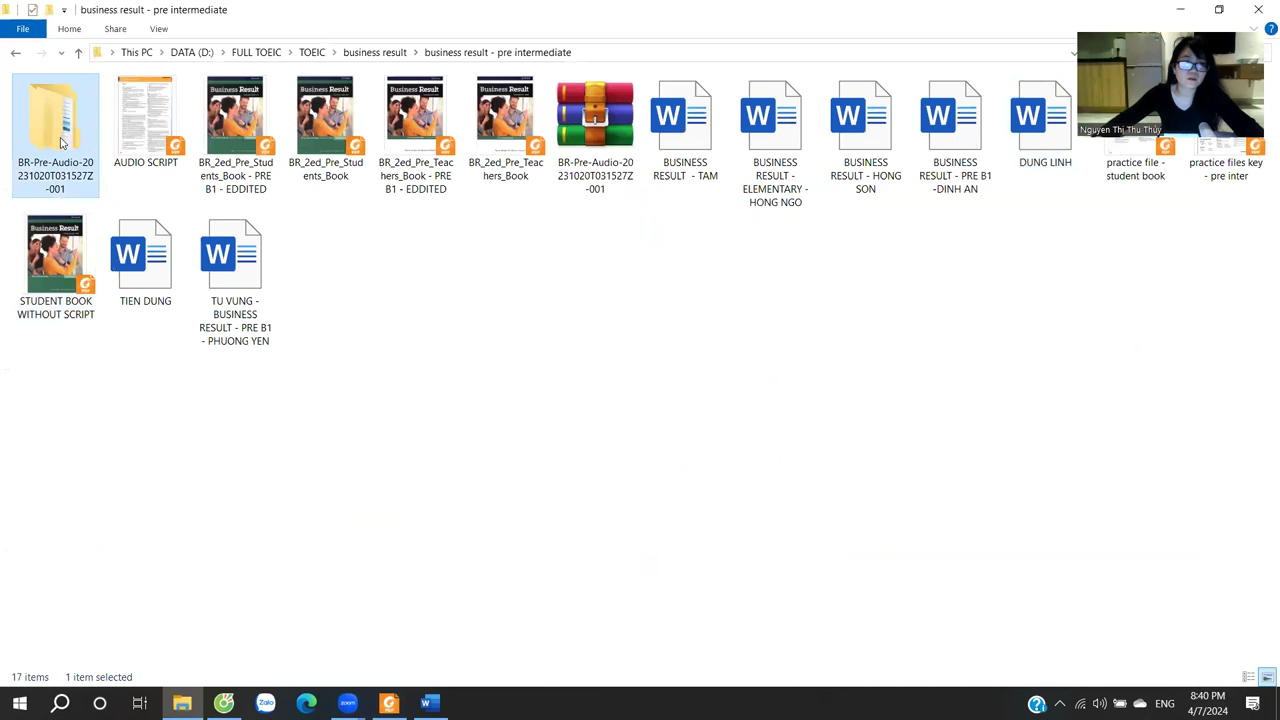 business result - pre intermediate
File
Home
Share
View
This PC
DATA (D:)
FULL TOEIC
TOEIC
business result
business result - pre intermediate
Nguyen Thi Thu Thủy
BR-Pre-Audio-20
231020T031527Z
-001
AUDIO SCRIPT
BR_2ed_Pre_Stud
ents_Book - PRE
B1 - EDDITED
BR_2ed_Pre_Stud
ents_Book
BR_2ed_Pre_Teac
hers_Book - PRE
B1 - EDDITED
BR_2ed_Pre_Teac
hers_Book
BR-Pre-Audio-20
231020T031527Z
-001
BUSINESS
RESULT - TAM
BUSINESS
RESULT -
ELEMENTARY -
HONG NGO
BUSINESS
RESULT - HONG
SON
BUSINESS
RESULT - PRE B1
-DINH AN
DUNG LINH
practice file -
student book
practice files key
- pre inter
STUDENT BOOK
WITHOUT SCRIPT
TIEN DUNG
TU VUNG -
BUSINESS
RESULT - PRE B1
- PHUONG YEN
17 items
1 item selected
Zalo
zoom
ENG
8:40 PM
4/7/2024